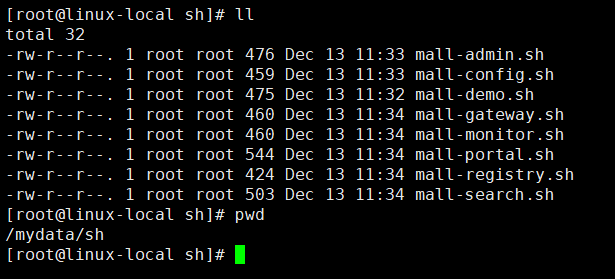 [root@linux-local sh]# ll
total 32
-rw-r--r--. 1 root root 476 Dec 13 11:33 mall-admin.sh
-rw-r--r--. 1 root root 459 Dec 13 11:33 mall-config.sh
-rw-r--r--. 1 root root 475 Dec 13 11:32 mall-demo.sh
-rw-r--r--. 1 root root 460 Dec 13 11:34 mall-gateway.sh
-rw-r--r--. 1 root root 460 Dec 13 11:34 mall-monitor.sh
-rw-r--r--. 1 root root 544 Dec 13 11:34 mall-portal.sh
-rw-r--r--. 1 root root 424 Dec 13 11:34 mall-registry.sh
-rw-r--r--. 1 root root 503 Dec 13 11:34 mall-search.sh
[root@linux-local sh]# pwd
/mydata/sh
[root@linux-local sh]#